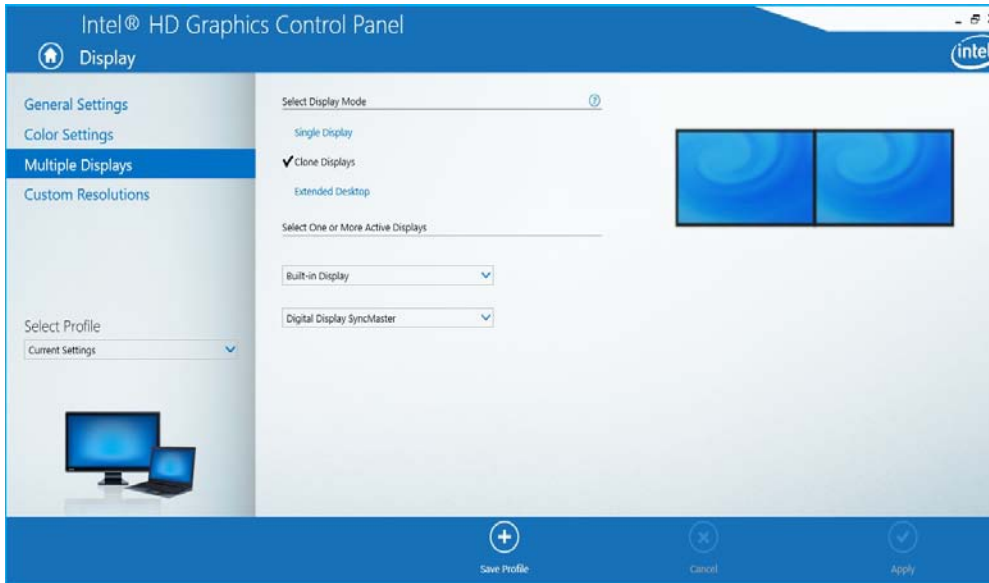 Intel® HD Graphics Control Panel
Display
General Settings
Color Settings
Multiple Displays
Custom Resolutions
Select Profile
Current Settings
Select Display Mode
Single Display
Clone Displays
Extended Desktop
Select One or More Active Displays
Built-in Display
Digital Display SyncMaster
Save Profile
Cancel
Apply